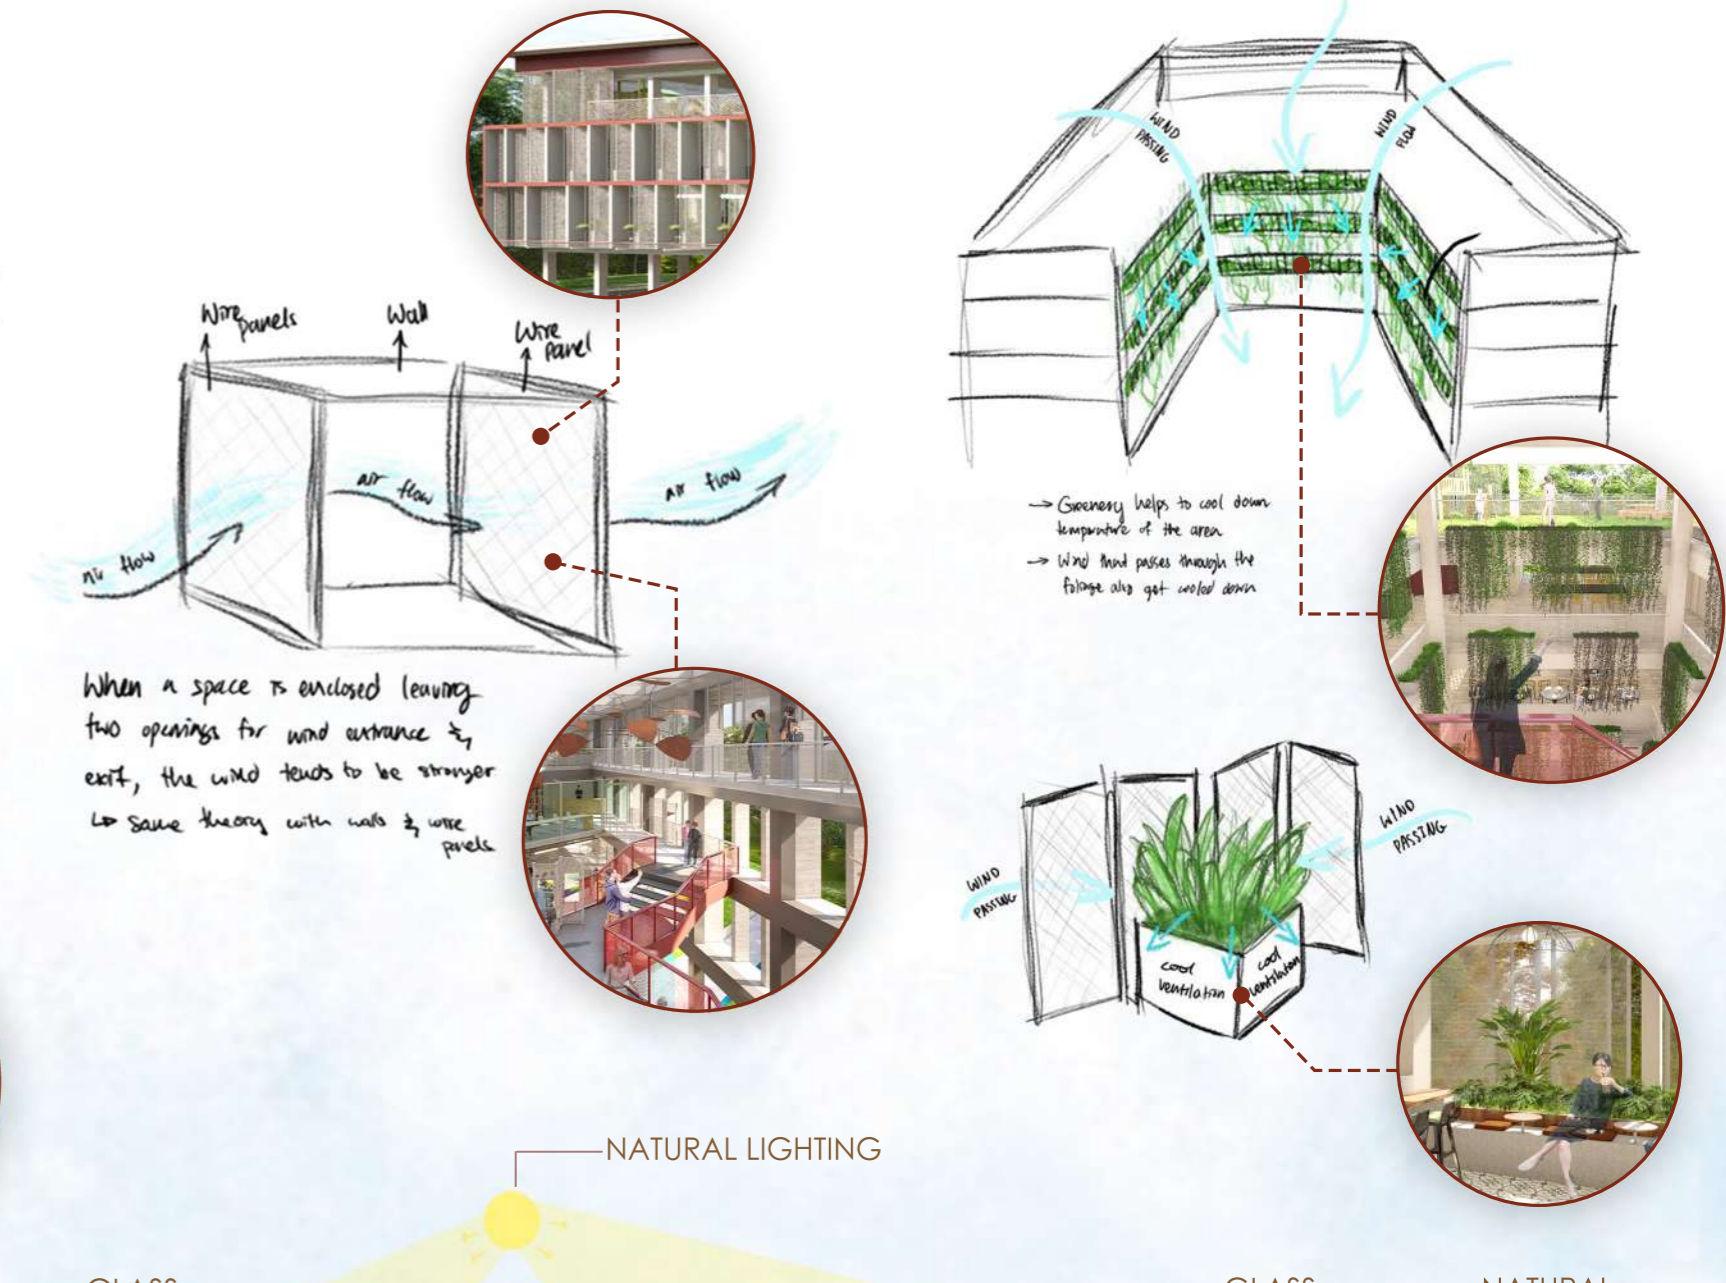 Wire
panels
Wall
Wire
panel
air flow
air flow
air flow
When a space is enclosed leaving
two openings for wind entrance &
exit, the wind tends to be stronger
↳ same theory with walls & wire
panels
WIND
PASSING
WIND
FLOW
→ Greenery helps to cool down
temperature of the area
→ Wind that passes through the
foliage also get cooled down
WIND
PASSING
WIND
PASSING
cool
ventilation
cool
ventilation
NATURAL LIGHTING
GLASS
GLASS
NATURAL